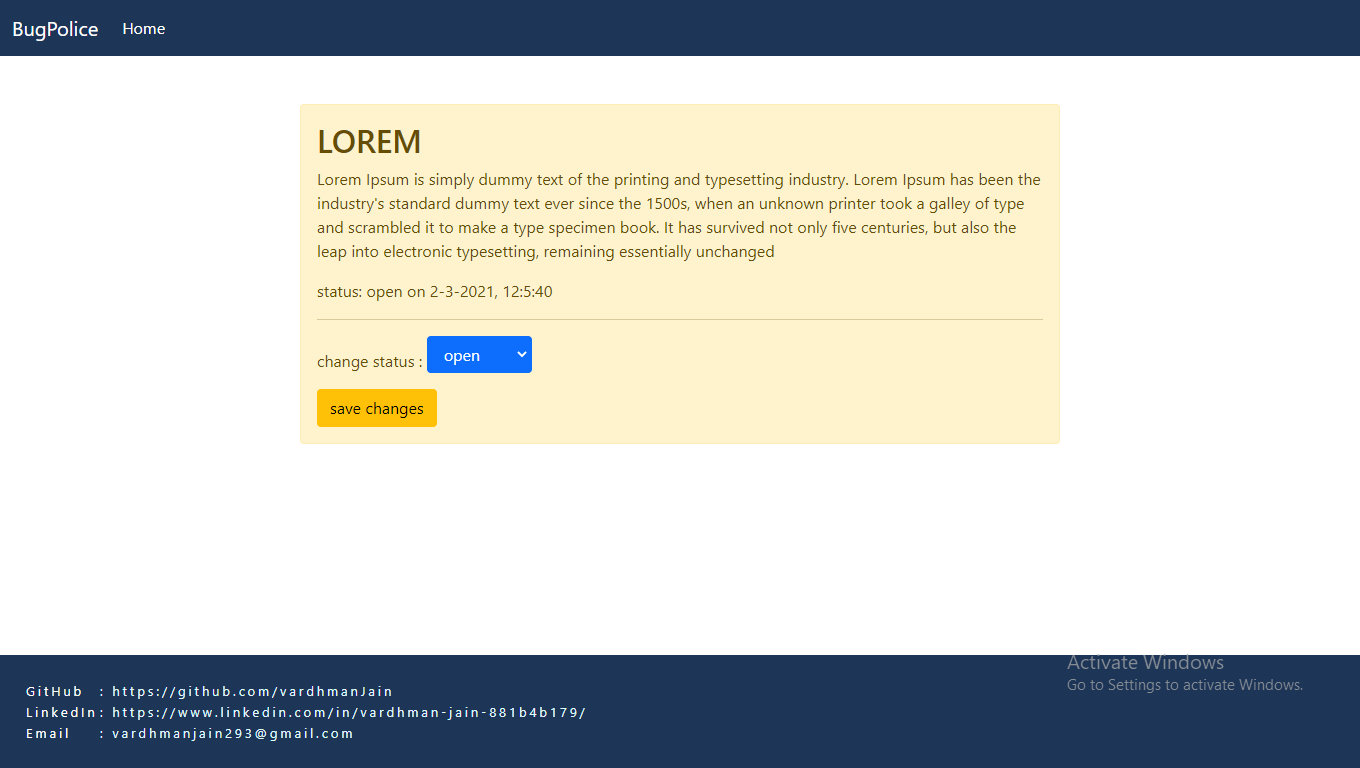 BugPolice Home
LOREM
Lorem Ipsum is simply dummy text of the printing and typesetting industry. Lorem Ipsum has been the
industry's standard dummy text ever since the 1500s, when an unknown printer took a galley of type
and scrambled it to make a type specimen book. It has survived not only five centuries, but also the
leap into electronic typesetting, remaining essentially unchanged
status: open on 2-3-2021, 12:5:40
change status : open
save changes
Activate Windows
Go to Settings to activate Windows.
GitHub : https://github.com/vardhmanJain
LinkedIn : https://www.linkedin.com/in/vardhman-jain-881b4b179/
Email : vardhmanjain293@gmail.com